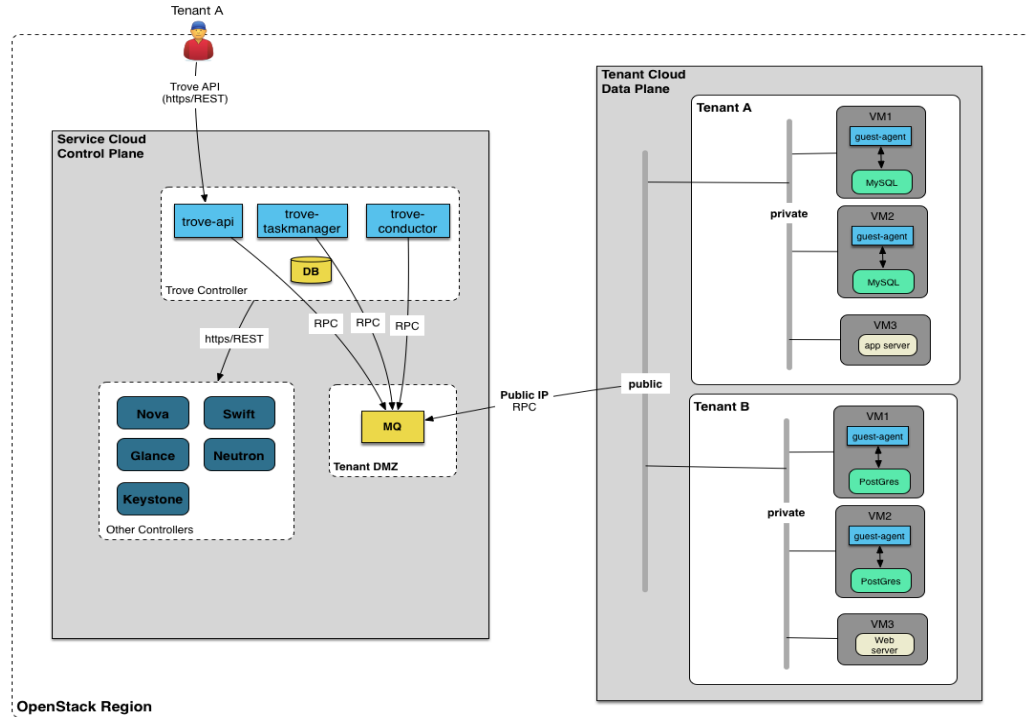 Tenant A
Trove API
(https/REST)
Service Cloud
Control Plane
trove-api
trove-
taskmanager
trove-
conductor
DB
Trove Controller
RPC
RPC
RPC
https/REST
Nova
Swift
Glance
Neutron
Keystone
Other Controllers
MQ
Tenant DMZ
Public IP
RPC
public
Tenant Cloud
Data Plane
Tenant A
private
VM1
guest-agent
MySQL
VM2
guest-agent
MySQL
VM3
app server
Tenant B
private
VM1
guest-agent
PostGres
VM2
guest-agent
PostGres
VM3
Web
server
OpenStack Region